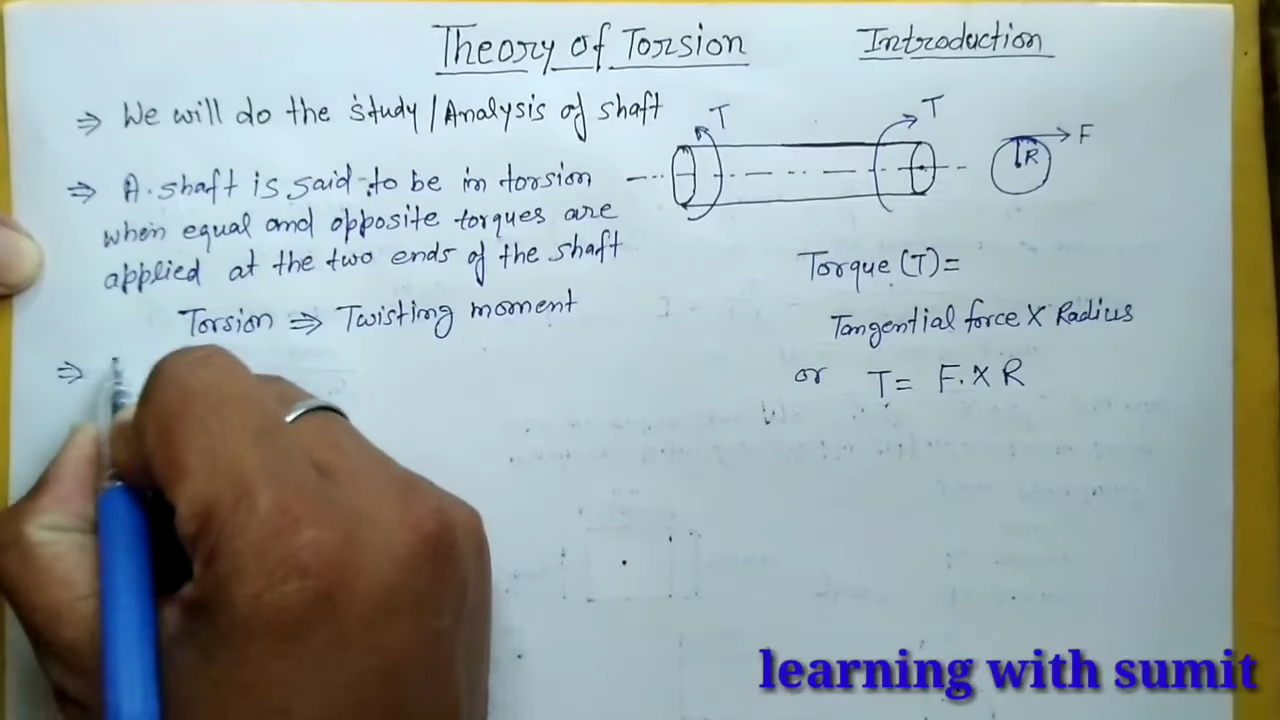 Theory of Torsion Introduction
⇒ We will do the study/Analysis of shaft
⇒ A shaft is said to be in torsion
when equal and opposite torques are
applied at the two ends of the shaft
Torsion ⇒ Twisting moment
⇒
T T
F
R
Torque (T) =
Tangential force X Radius
or T = F. X R
learning with sumit